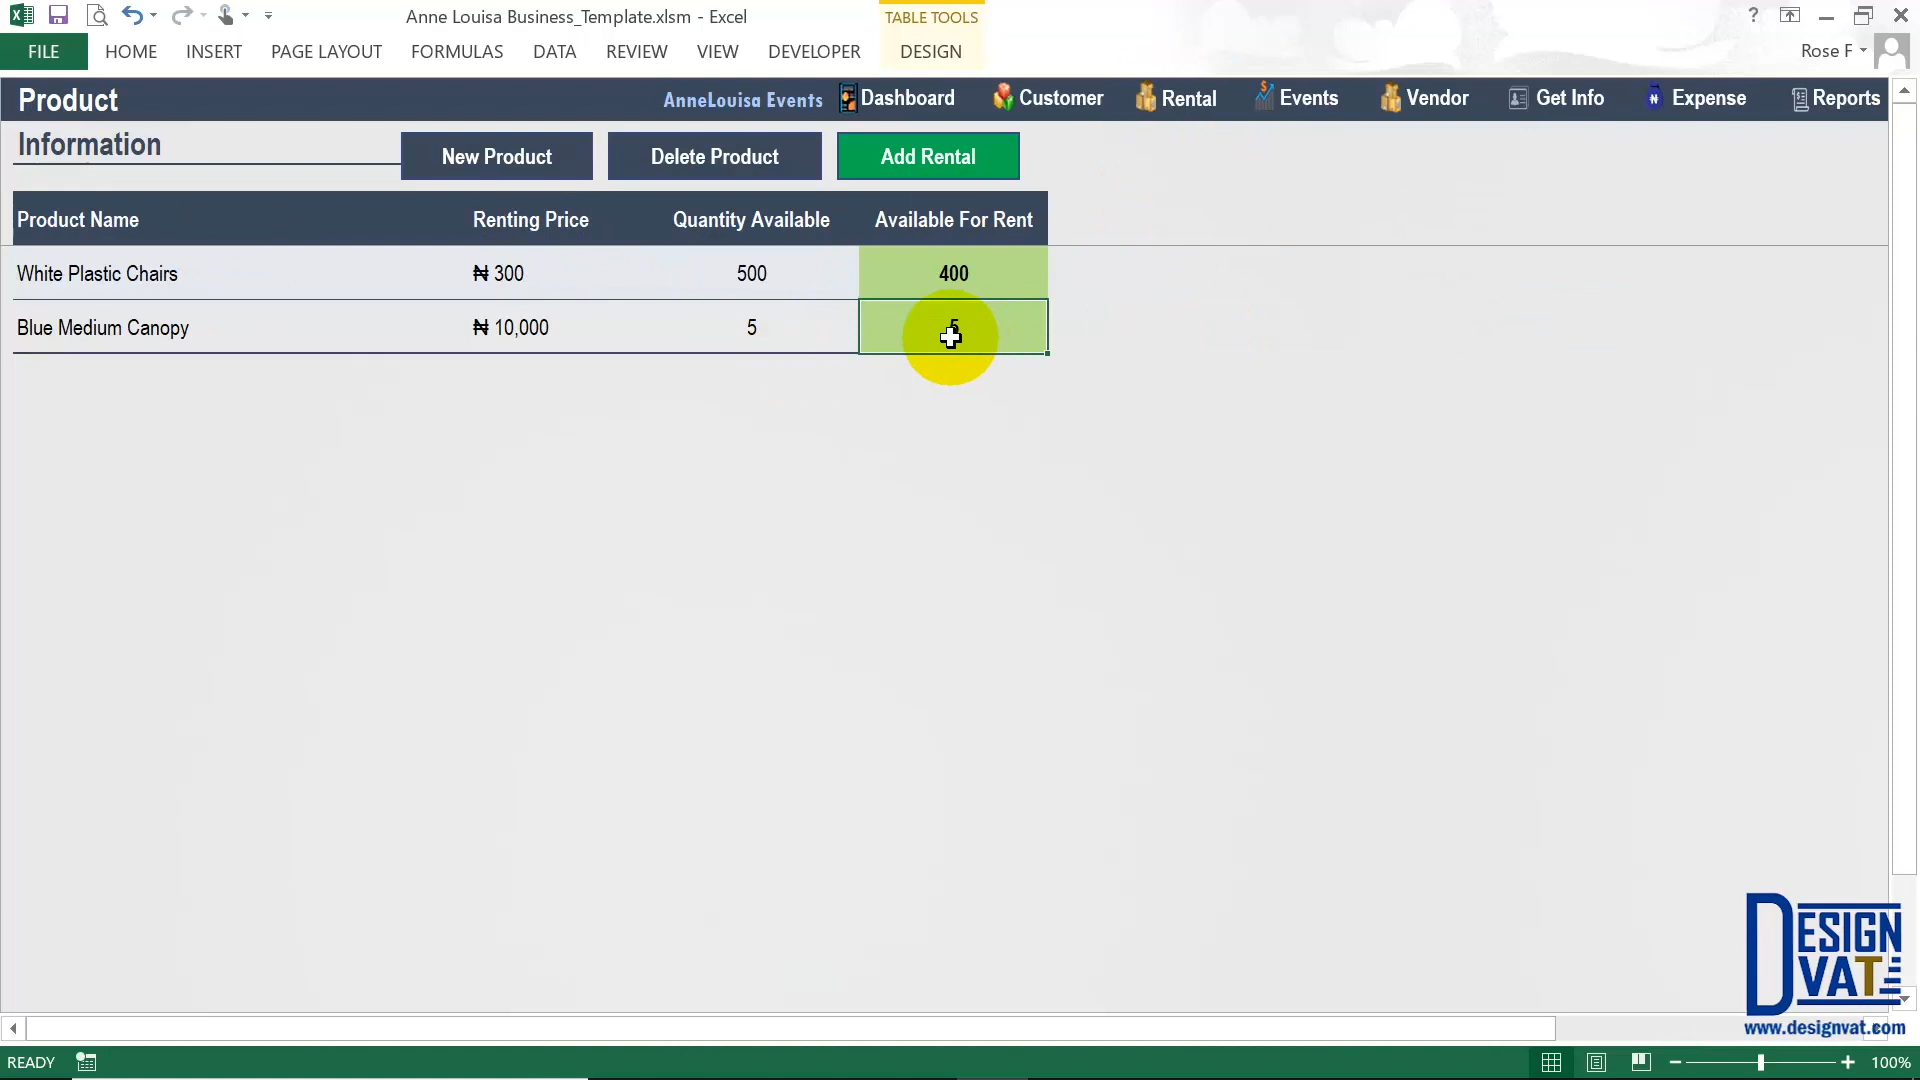 Anne Louisa Business_Template.xlsm - Excel
TABLE TOOLS
?
FILE
HOME
INSERT
PAGE LAYOUT
FORMULAS
DATA
REVIEW
VIEW
DEVELOPER
DESIGN
Rose F
Product
AnneLouisa Events
Dashboard
Customer
Rental
Events
Vendor
Get Info
Expense
Reports
Information
New Product
Delete Product
Add Rental
Product Name
Renting Price
Quantity Available
Available For Rent
White Plastic Chairs
₦ 300
500
400
Blue Medium Canopy
₦ 10,000
5
5
DESIGN
VAT
www.designvat.com
READY
100%